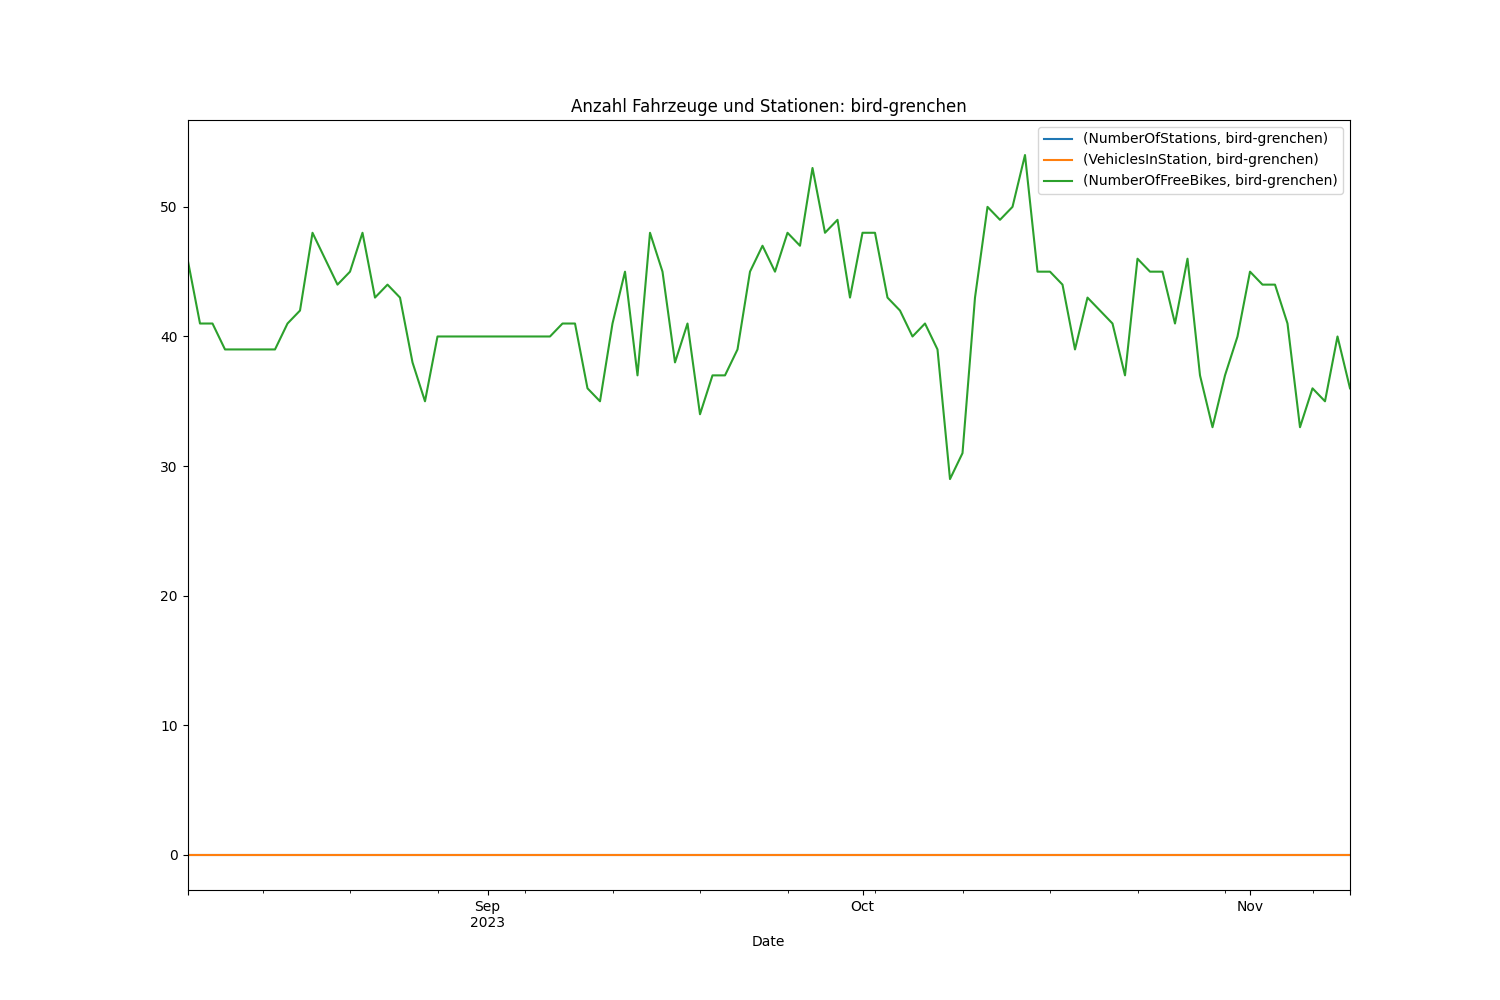 Anzahl Fahrzeuge und Stationen: bird-grenchen
(NumberOfStations, bird-grenchen)
(VehiclesInStation, bird-grenchen)
(NumberOfFreeBikes, bird-grenchen)
50
40
30
20
10
0
Sep Oct Nov
2023
Date